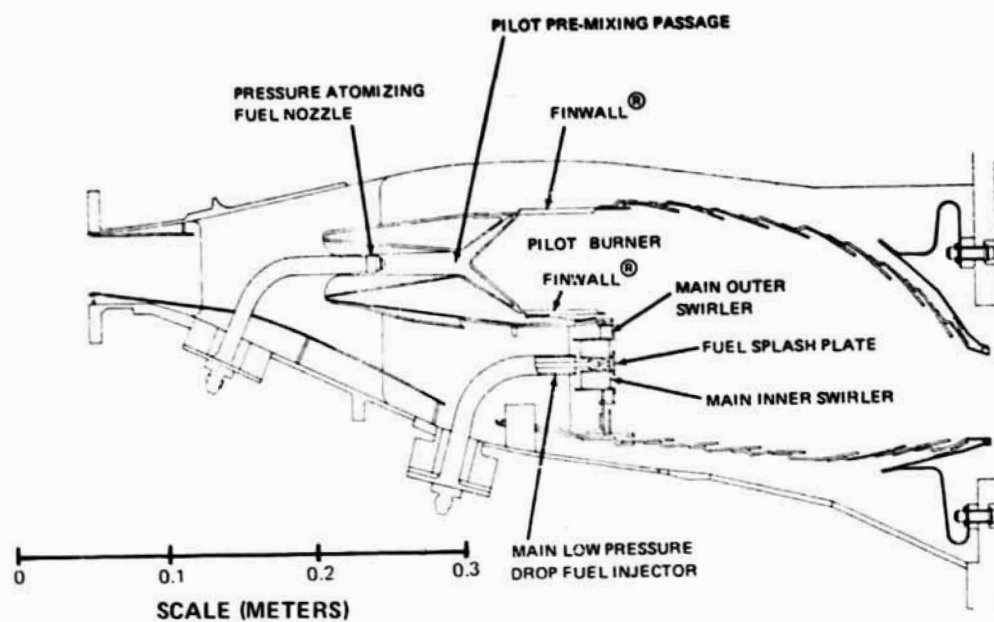 PILOT PRE-MIXING PASSAGE
PRESSURE ATOMIZING
FUEL NOZZLE
FINWALL®
PILOT BURNER
FINWALL®
MAIN OUTER
SWIRLER
FUEL SPLASH PLATE
MAIN INNER SWIRLER
MAIN LOW PRESSURE
DROP FUEL INJECTOR
0 0.1 0.2 0.3
SCALE (METERS)